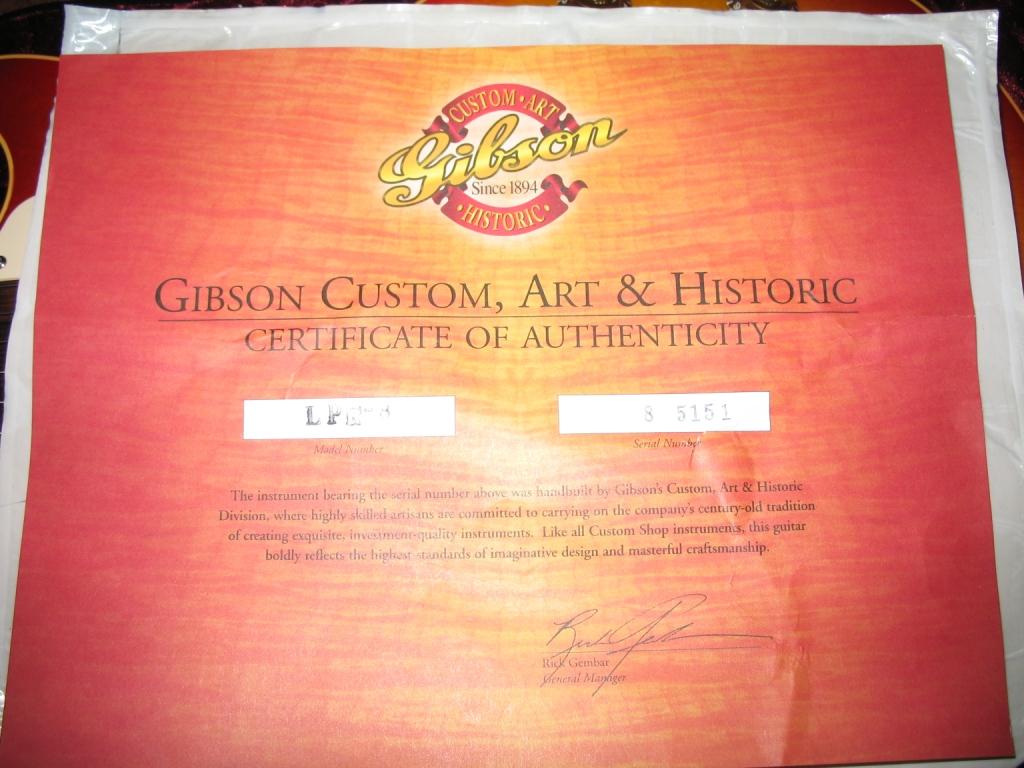 CUSTOM • ART
Gibson
Since 1894
• HISTORIC •
GIBSON CUSTOM, ART & HISTORIC
CERTIFICATE OF AUTHENTICITY
8 5151
Model Number
Serial Number
The instrument bearing the serial number above was handbuilt by Gibson's Custom, Art & Historic
Division, where highly skilled artisans are committed to carrying on the company's century-old tradition
of creating exquisite, investment-quality instruments. Like all Custom Shop instruments, this guitar
boldly reflects the highest standards of imaginative design and masterful craftsmanship.
Rick Gembar
General Manager